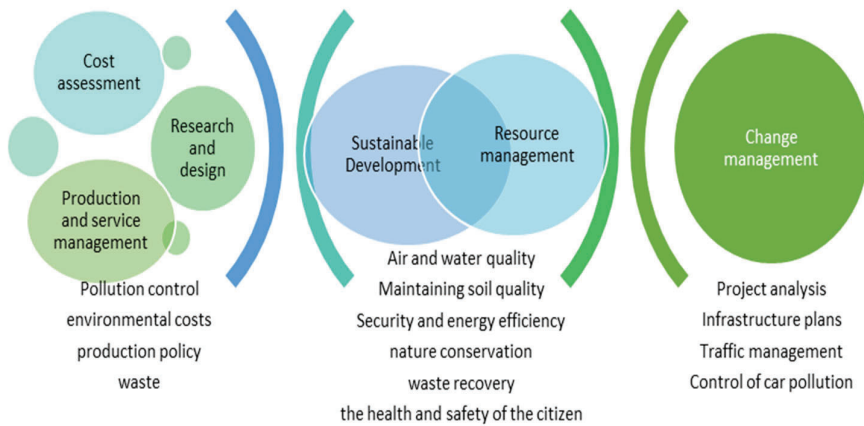 Cost
assessment
Research
and
design
Production
and service
management
Pollution control
environmental costs
production policy
waste
Sustainable
Development
Resource
management
Air and water quality
Maintaining soil quality
Security and energy efficiency
nature conservation
waste recovery
the health and safety of the citizen
Change
management
Project analysis
Infrastructure plans
Traffic management
Control of car pollution